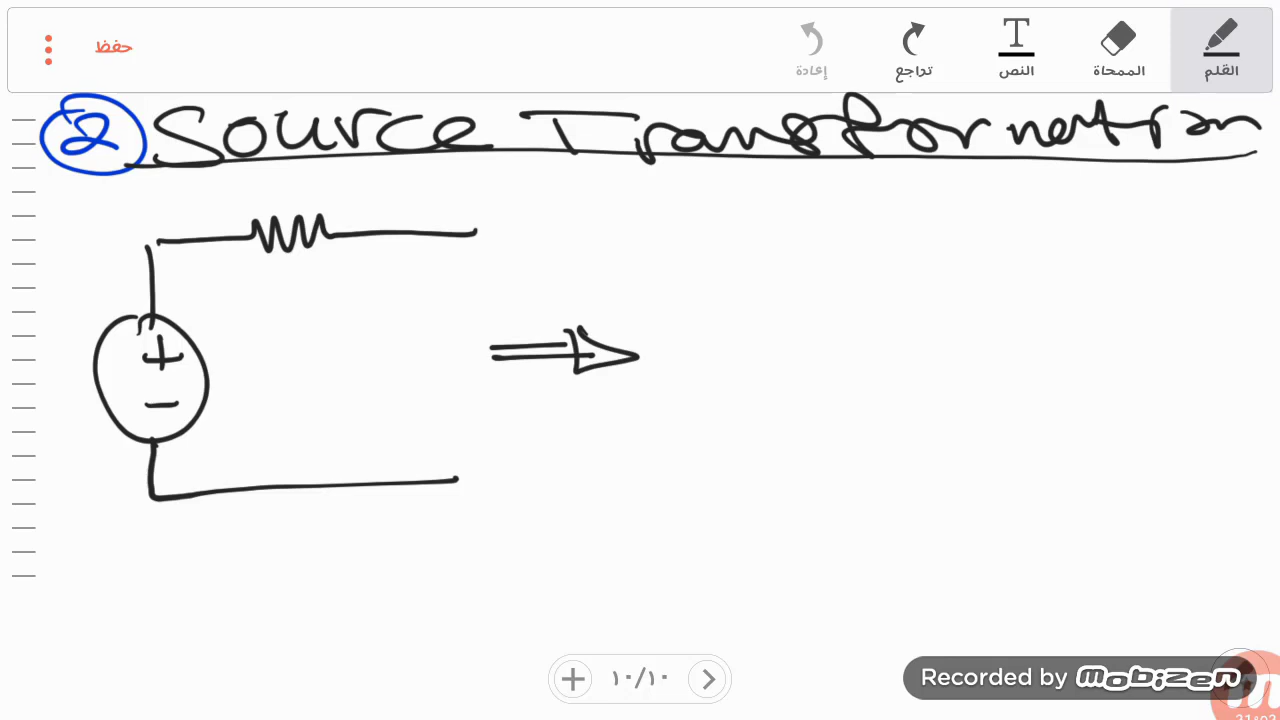 حفظ
إعادة
تراجع
النص
الممحاة
القلم
2 Source Transformation
+
−
١٠/١٠
Recorded by mobizen